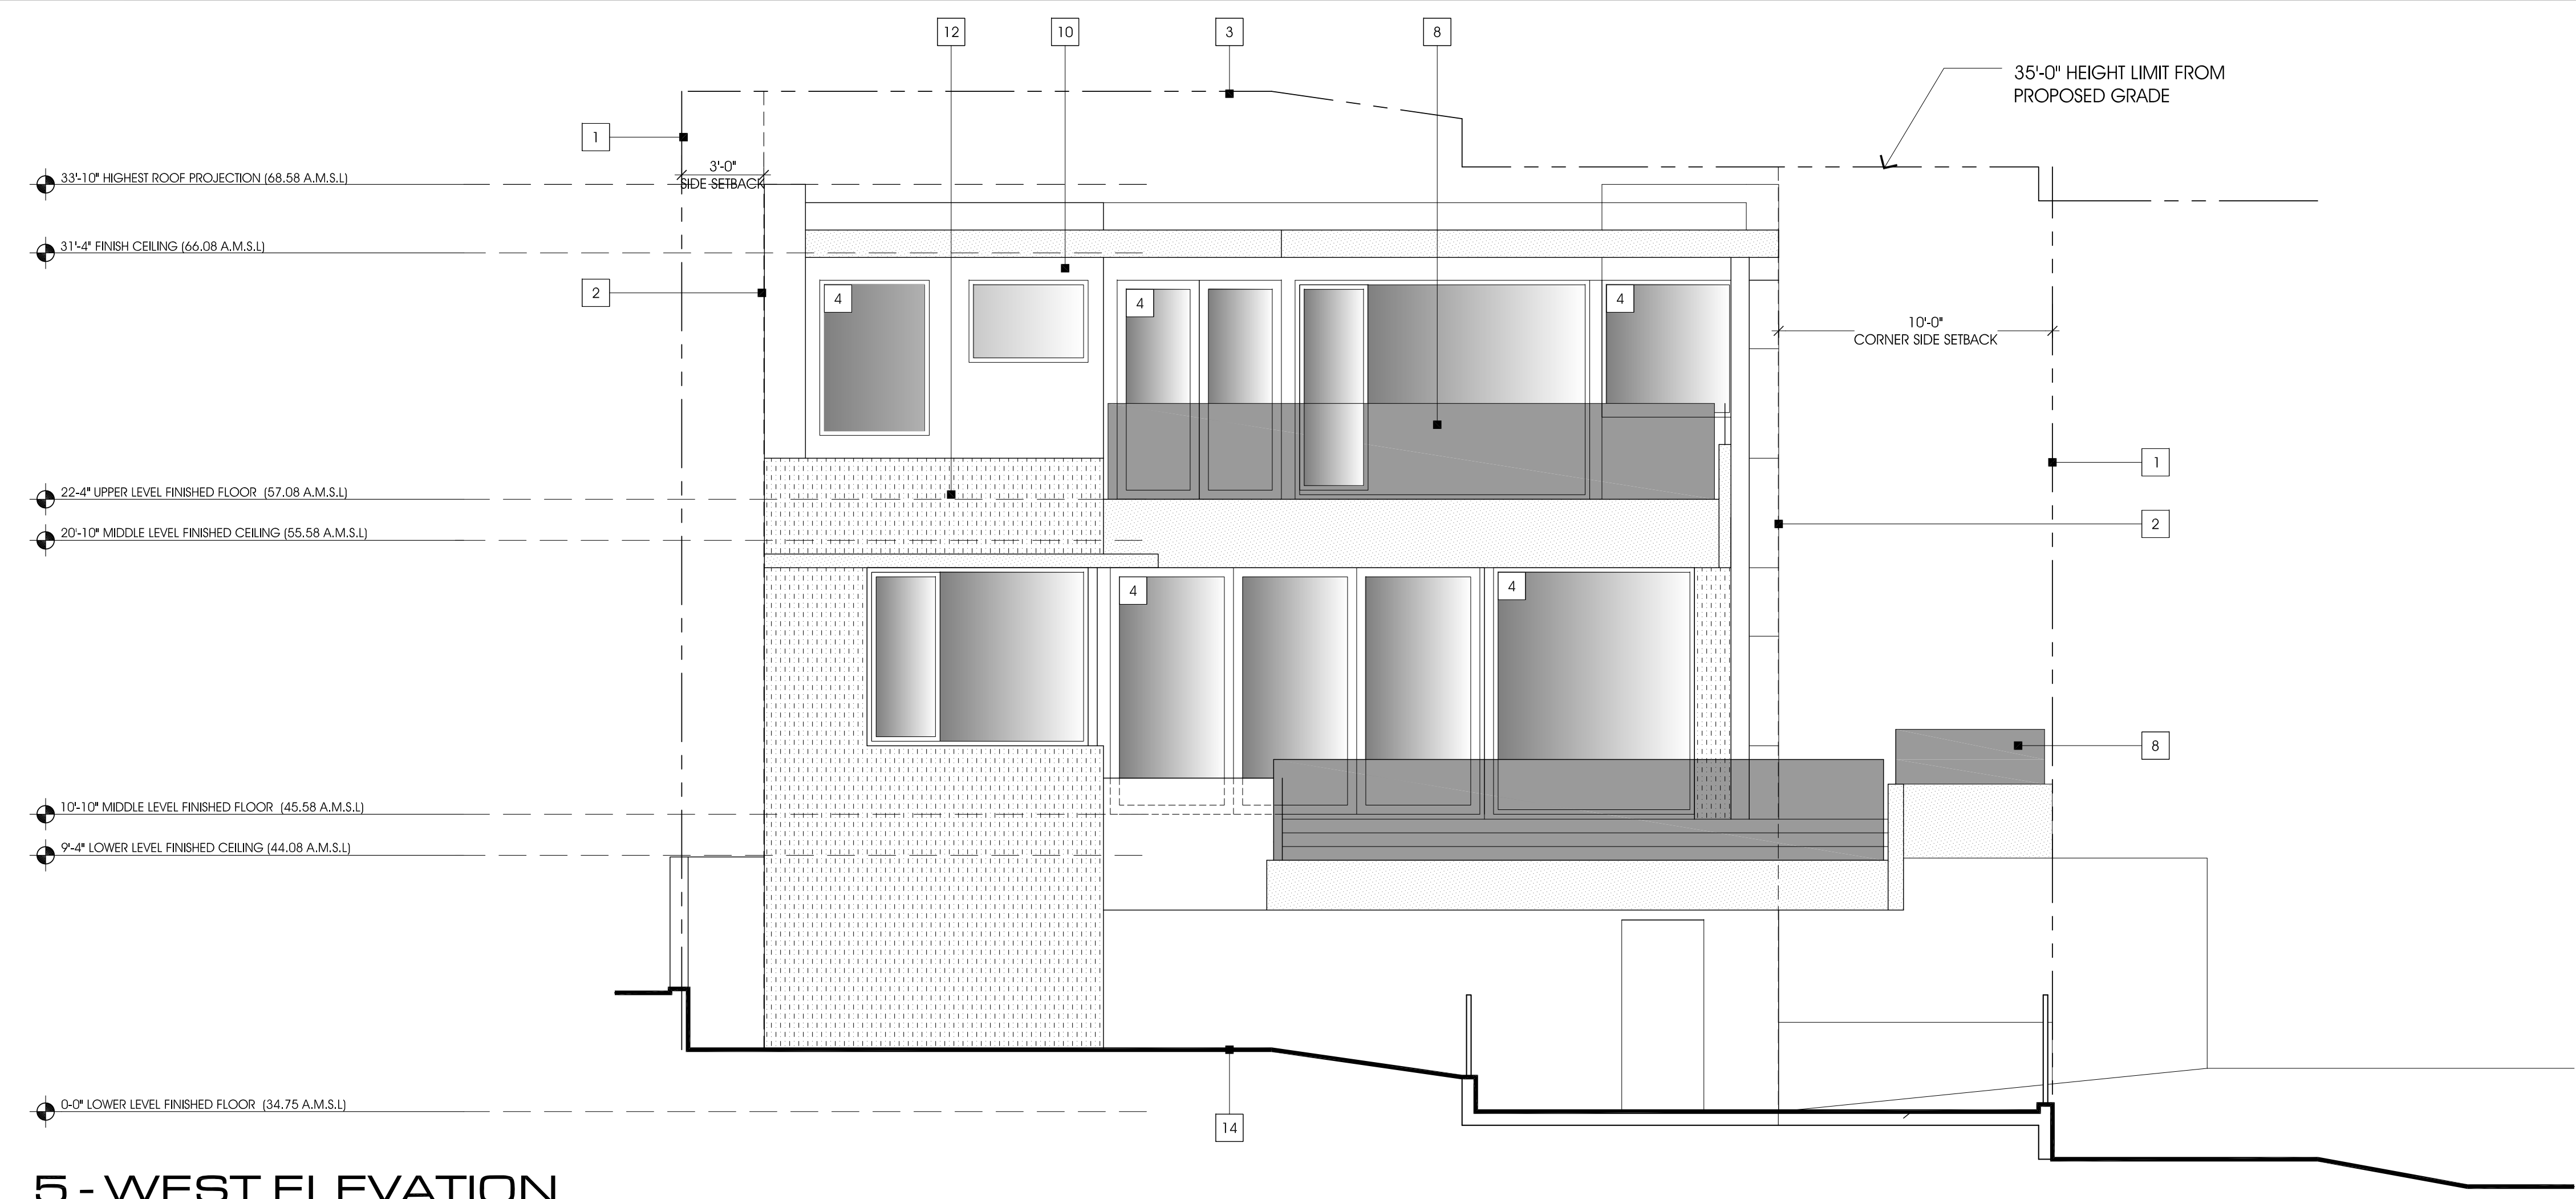 12
10
3
8
35'-0" HEIGHT LIMIT FROM
PROPOSED GRADE
1
3'-0"
SIDE SETBACK
33'-10" HIGHEST ROOF PROJECTION (68.58 A.M.S.L)
31'-4" FINISH CEILING (66.08 A.M.S.L)
2
4
4
4
10'-0"
CORNER SIDE SETBACK
1
22-4" UPPER LEVEL FINISHED FLOOR (57.08 A.M.S.L)
2
20'-10" MIDDLE LEVEL FINISHED CEILING (55.58 A.M.S.L)
4
4
8
10'-10" MIDDLE LEVEL FINISHED FLOOR (45.58 A.M.S.L)
9'-4" LOWER LEVEL FINISHED CEILING (44.08 A.M.S.L)
0-0" LOWER LEVEL FINISHED FLOOR (34.75 A.M.S.L)
14
5 - WEST ELEVATION